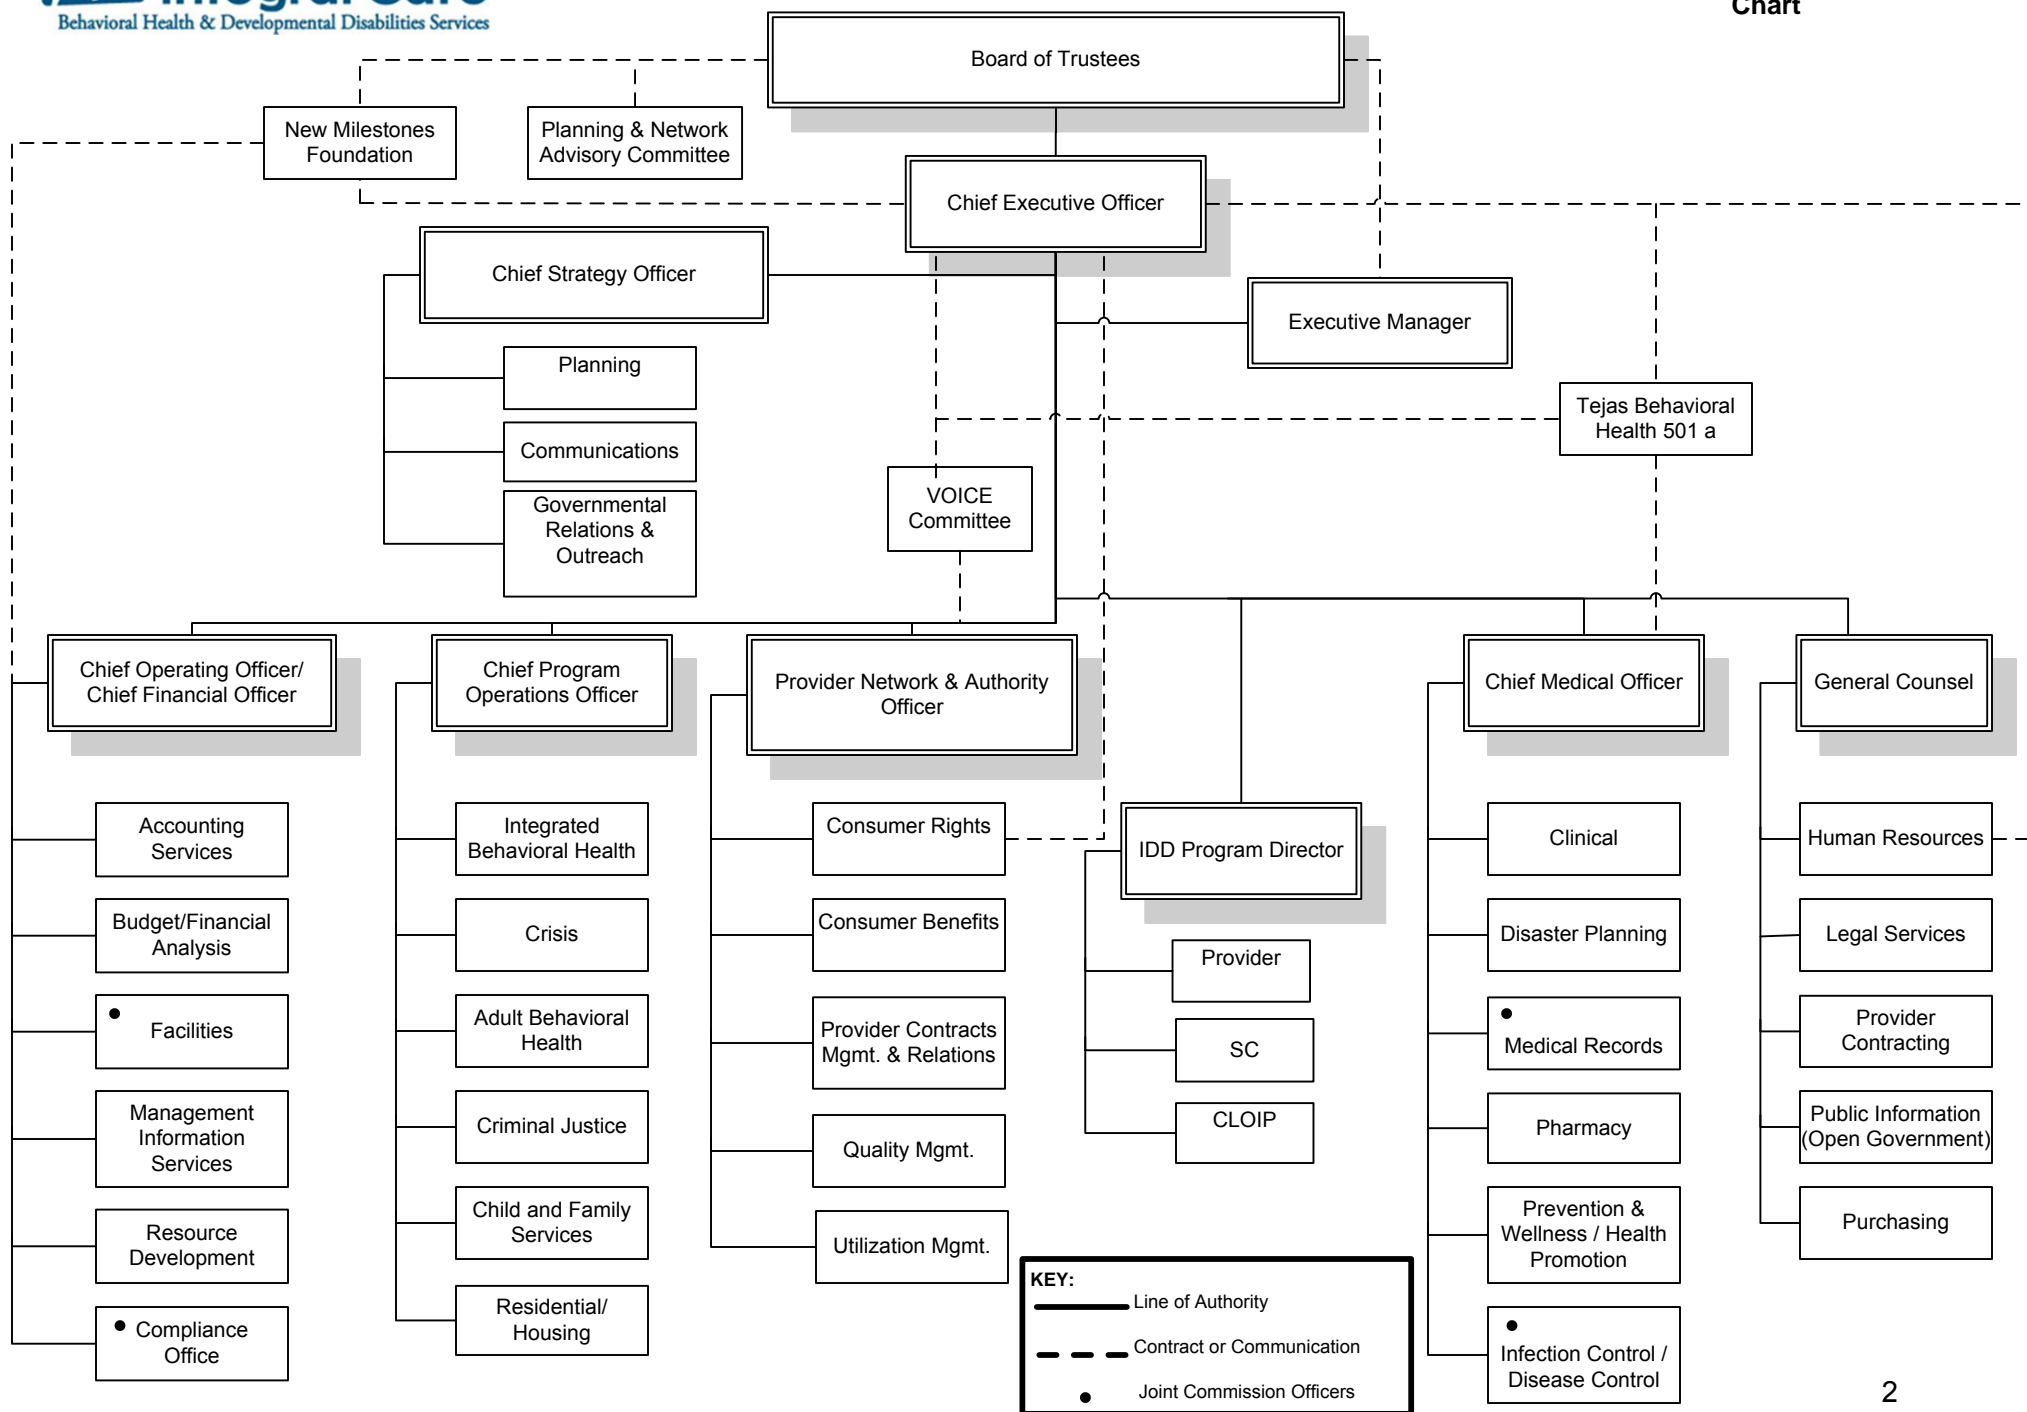 Integral Care
Behavioral Health & Developmental Disabilities Services
Chart
Board of Trustees
New Milestones
Foundation
Planning & Network
Advisory Committee
Chief Executive Officer
Chief Strategy Officer
Executive Manager
Planning
Communications
Governmental
Relations &
Outreach
Tejas Behavioral
Health 501 a
VOICE
Committee
Chief Operating Officer/
Chief Financial Officer
Accounting
Services
Budget/Financial
Analysis
• Facilities
Management
Information
Services
Resource
Development
• Compliance
Office
Chief Program
Operations Officer
Integrated
Behavioral Health
Crisis
Adult Behavioral
Health
Criminal Justice
Child and Family
Services
Residential/
Housing
Provider Network & Authority
Officer
Consumer Rights
Consumer Benefits
Provider Contracts
Mgmt. & Relations
Quality Mgmt.
Utilization Mgmt.
IDD Program Director
Provider
SC
CLOIP
Chief Medical Officer
Clinical
Disaster Planning
•
Medical Records
Pharmacy
Prevention &
Wellness / Health
Promotion
•
Infection Control /
Disease Control
General Counsel
Human Resources
Legal Services
Provider
Contracting
Public Information
(Open Government)
Purchasing
KEY:
Line of Authority
Contract or Communication
• Joint Commission Officers
2